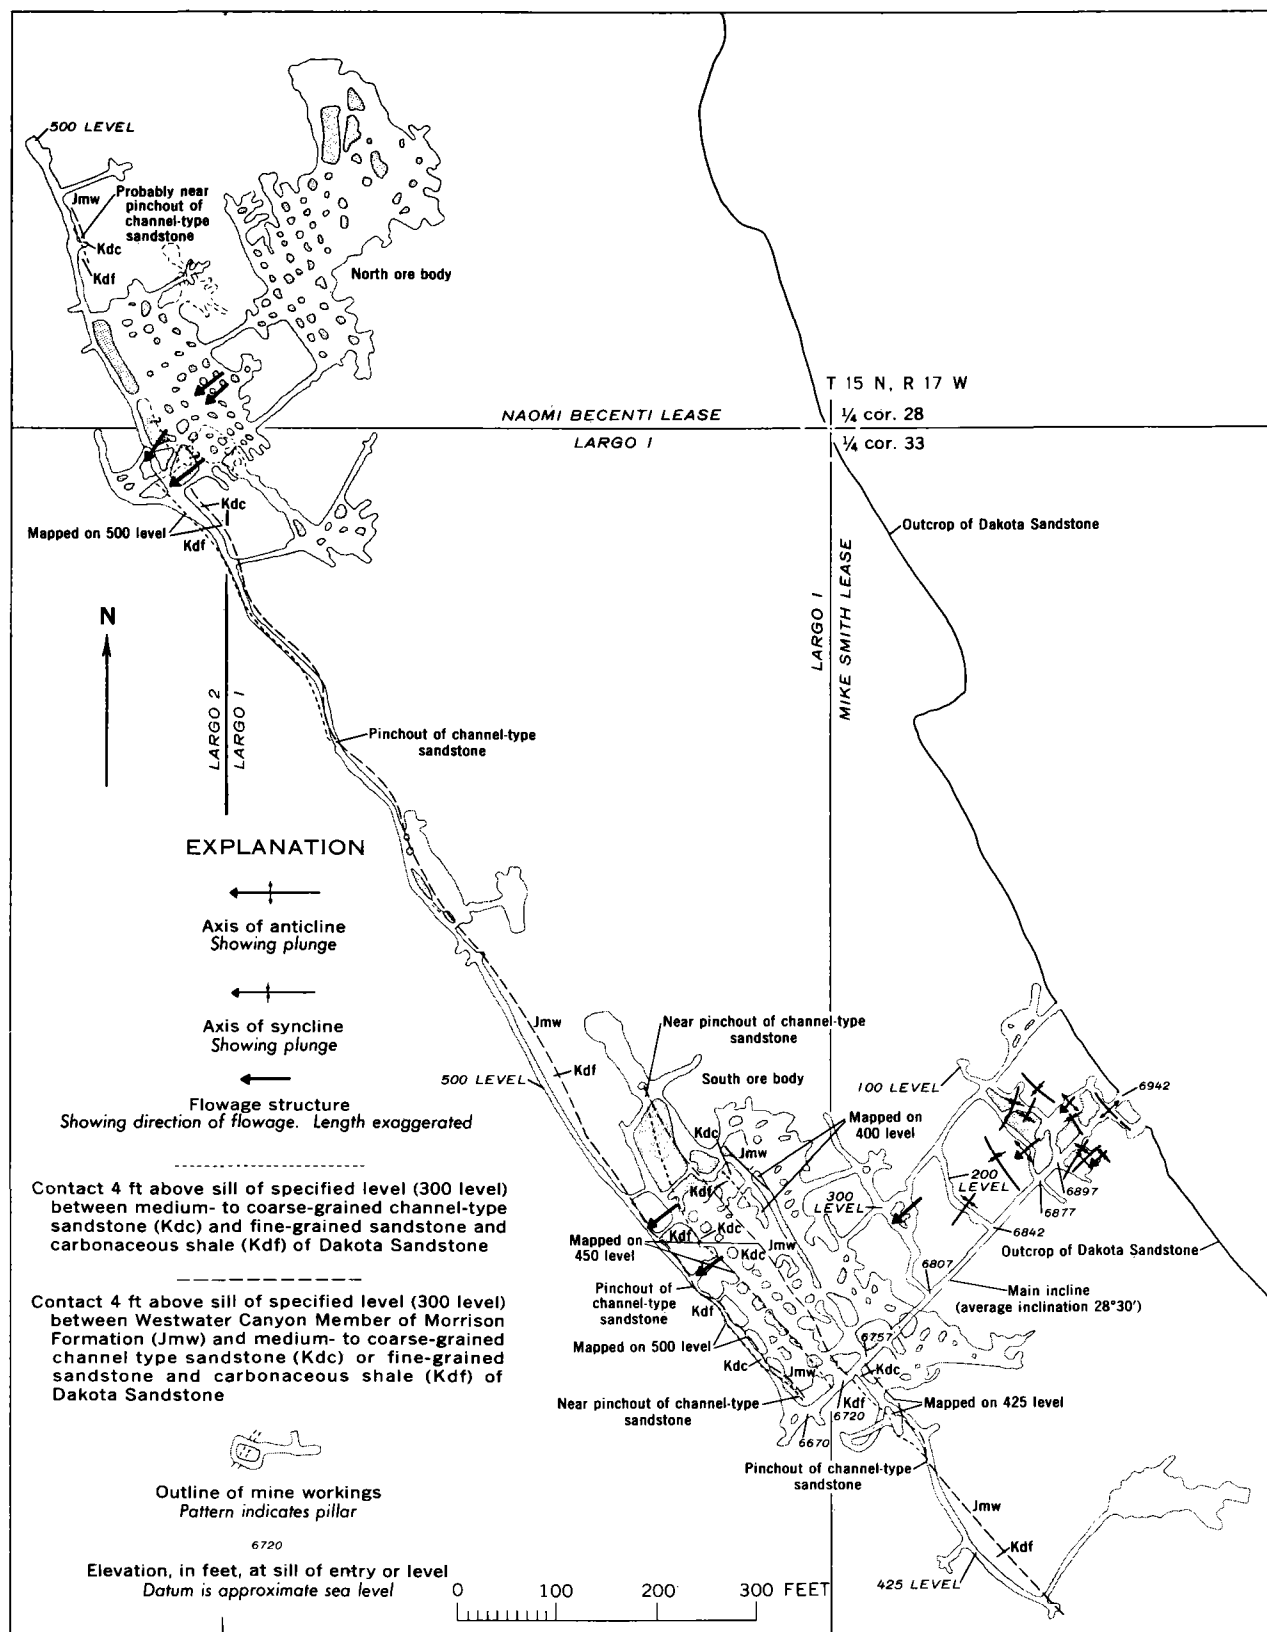 500 LEVEL
Jmw
Probably near
pinchout of
channel-type
sandstone
Kdc
Kdf
North ore body
T 15 N, R 17 W
NAOMI BECENTI LEASE
¼ cor. 28
LARGO 1
¼ cor. 33
Kdc
Mapped on 500 level
Kdf
Outcrop of Dakota Sandstone
N
LARGO 2
LARGO 1
LARGO 1
MIKE SMITH LEASE
Pinchout of channel-type
sandstone
EXPLANATION
Axis of anticline
Showing plunge
Axis of syncline
Showing plunge
Flowage structure
Showing direction of flowage. Length exaggerated
Contact 4 ft above sill of specified level (300 level)
between medium- to coarse-grained channel-type
sandstone (Kdc) and fine-grained sandstone and
carbonaceous shale (Kdf) of Dakota Sandstone
Contact 4 ft above sill of specified level (300 level)
between Westwater Canyon Member of Morrison
Formation (Jmw) and medium- to coarse-grained
channel type sandstone (Kdc) or fine-grained
sandstone and carbonaceous shale (Kdf) of
Dakota Sandstone
Outline of mine workings
Pattern indicates pillar
6720
Elevation, in feet, at sill of entry or level
Datum is approximate sea level
0 100 200 300 FEET
Jmw
Kdf
500 LEVEL
Near pinchout of channel-type
sandstone
South ore body
100 LEVEL
6942
Mapped on
400 level
Kdc
Jmw
Kdf
200
LEVEL
6897
6877
300
LEVEL
6842
Kdf
Kdc
Mapped on
450 level
Jmw
Kdc
Outcrop of Dakota Sandstone
6807
Main incline
(average inclination 28°30')
Pinchout of
channel-type
sandstone
Kdf
Mapped on 500 level
6757
Kdc
Jmw
Kdc
Near pinchout of channel-type
sandstone
Kdf
6720
Mapped on 425 level
6670
Pinchout of channel-type
sandstone
Jmw
Kdf
425 LEVEL